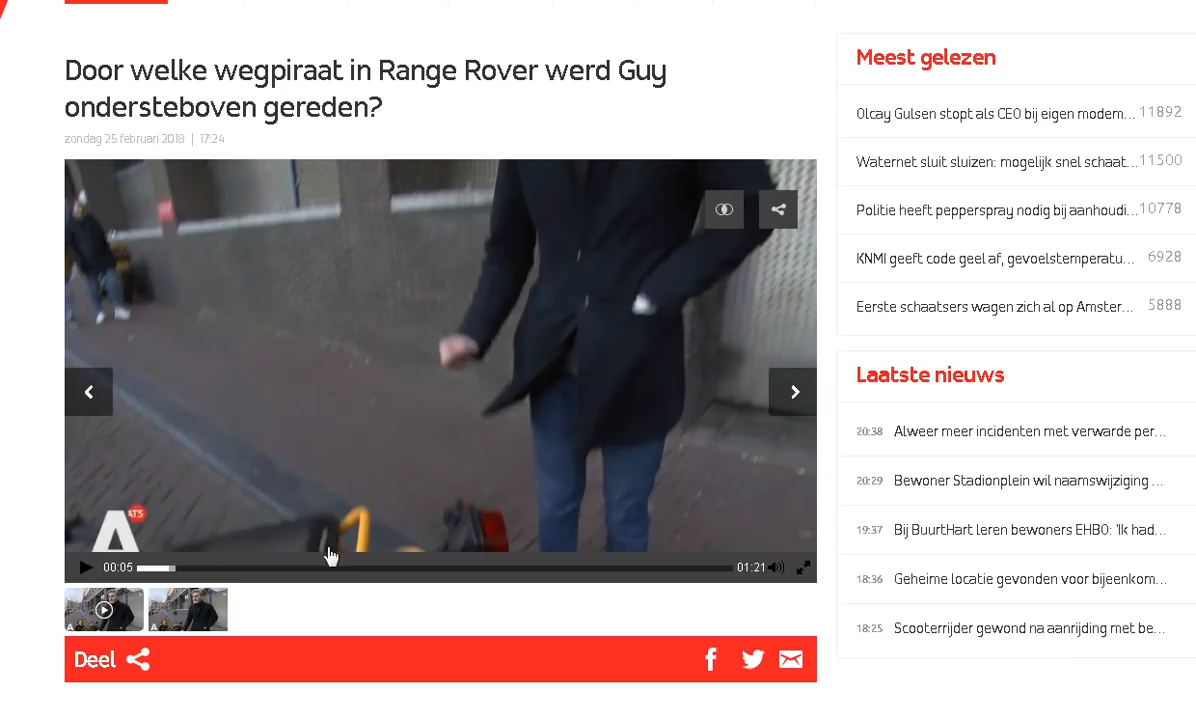 Door welke wegpiraat in Range Rover werd Guy
ondersteboven gereden?
zondag 25 februari 2018 | 17:24
ATS
A
00:05
01:21
A
A
Deel
Meest gelezen
Olcay Gulsen stopt als CEO bij eigen modem... 11892
Waternet sluit sluizen: mogelijk snel schaat... 11500
Politie heeft pepperspray nodig bij aanhoudi... 10778
KNMI geeft code geel af, gevoelstemperatu... 6928
Eerste schaatsers wagen zich al op Amster... 5888
Laatste nieuws
20:38 Alweer meer incidenten met verwarde per...
20:29 Bewoner Stadionplein wil naamswijziging ...
19:37 Bij BuurtHart leren bewoners EHBO: 'Ik had...
18:36 Geheime locatie gevonden voor bijeenkom...
18:25 Scooterrijder gewond na aanrijding met be...